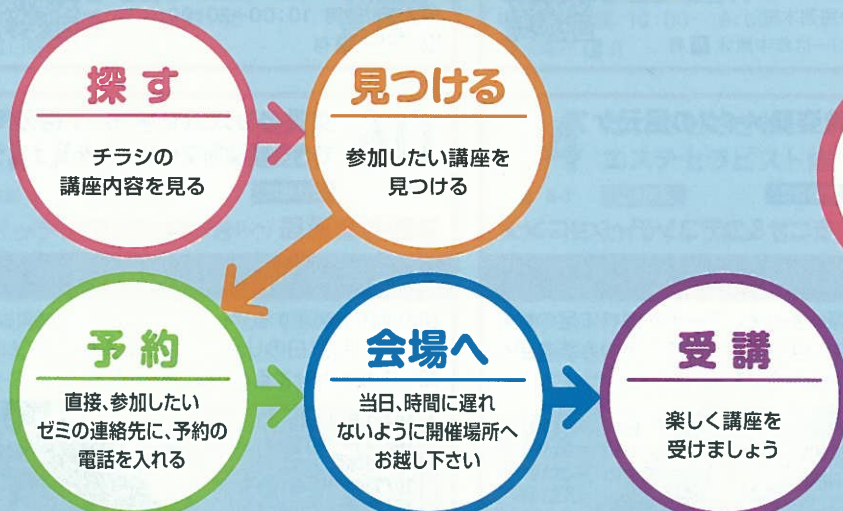 探す
チラシの
講座内容を見る
見つける
参加したい講座を
見つける
予約
直接、参加したい
ゼミの連絡先に、予約の
電話を入れる
会場へ
当日、時間に遅れ
ないように開催場所へ
お越し下さい
受講
楽しく講座を
受けましょう